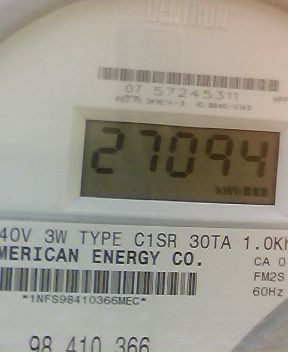 CENTRON
07 57245311
27094
kWh
40V 3W TYPE C1SR 30TA 1.0Kh
MERICAN ENERGY CO.
CA 0
FM2S
60Hz
*1NFS98410366MEC*
98 410 366